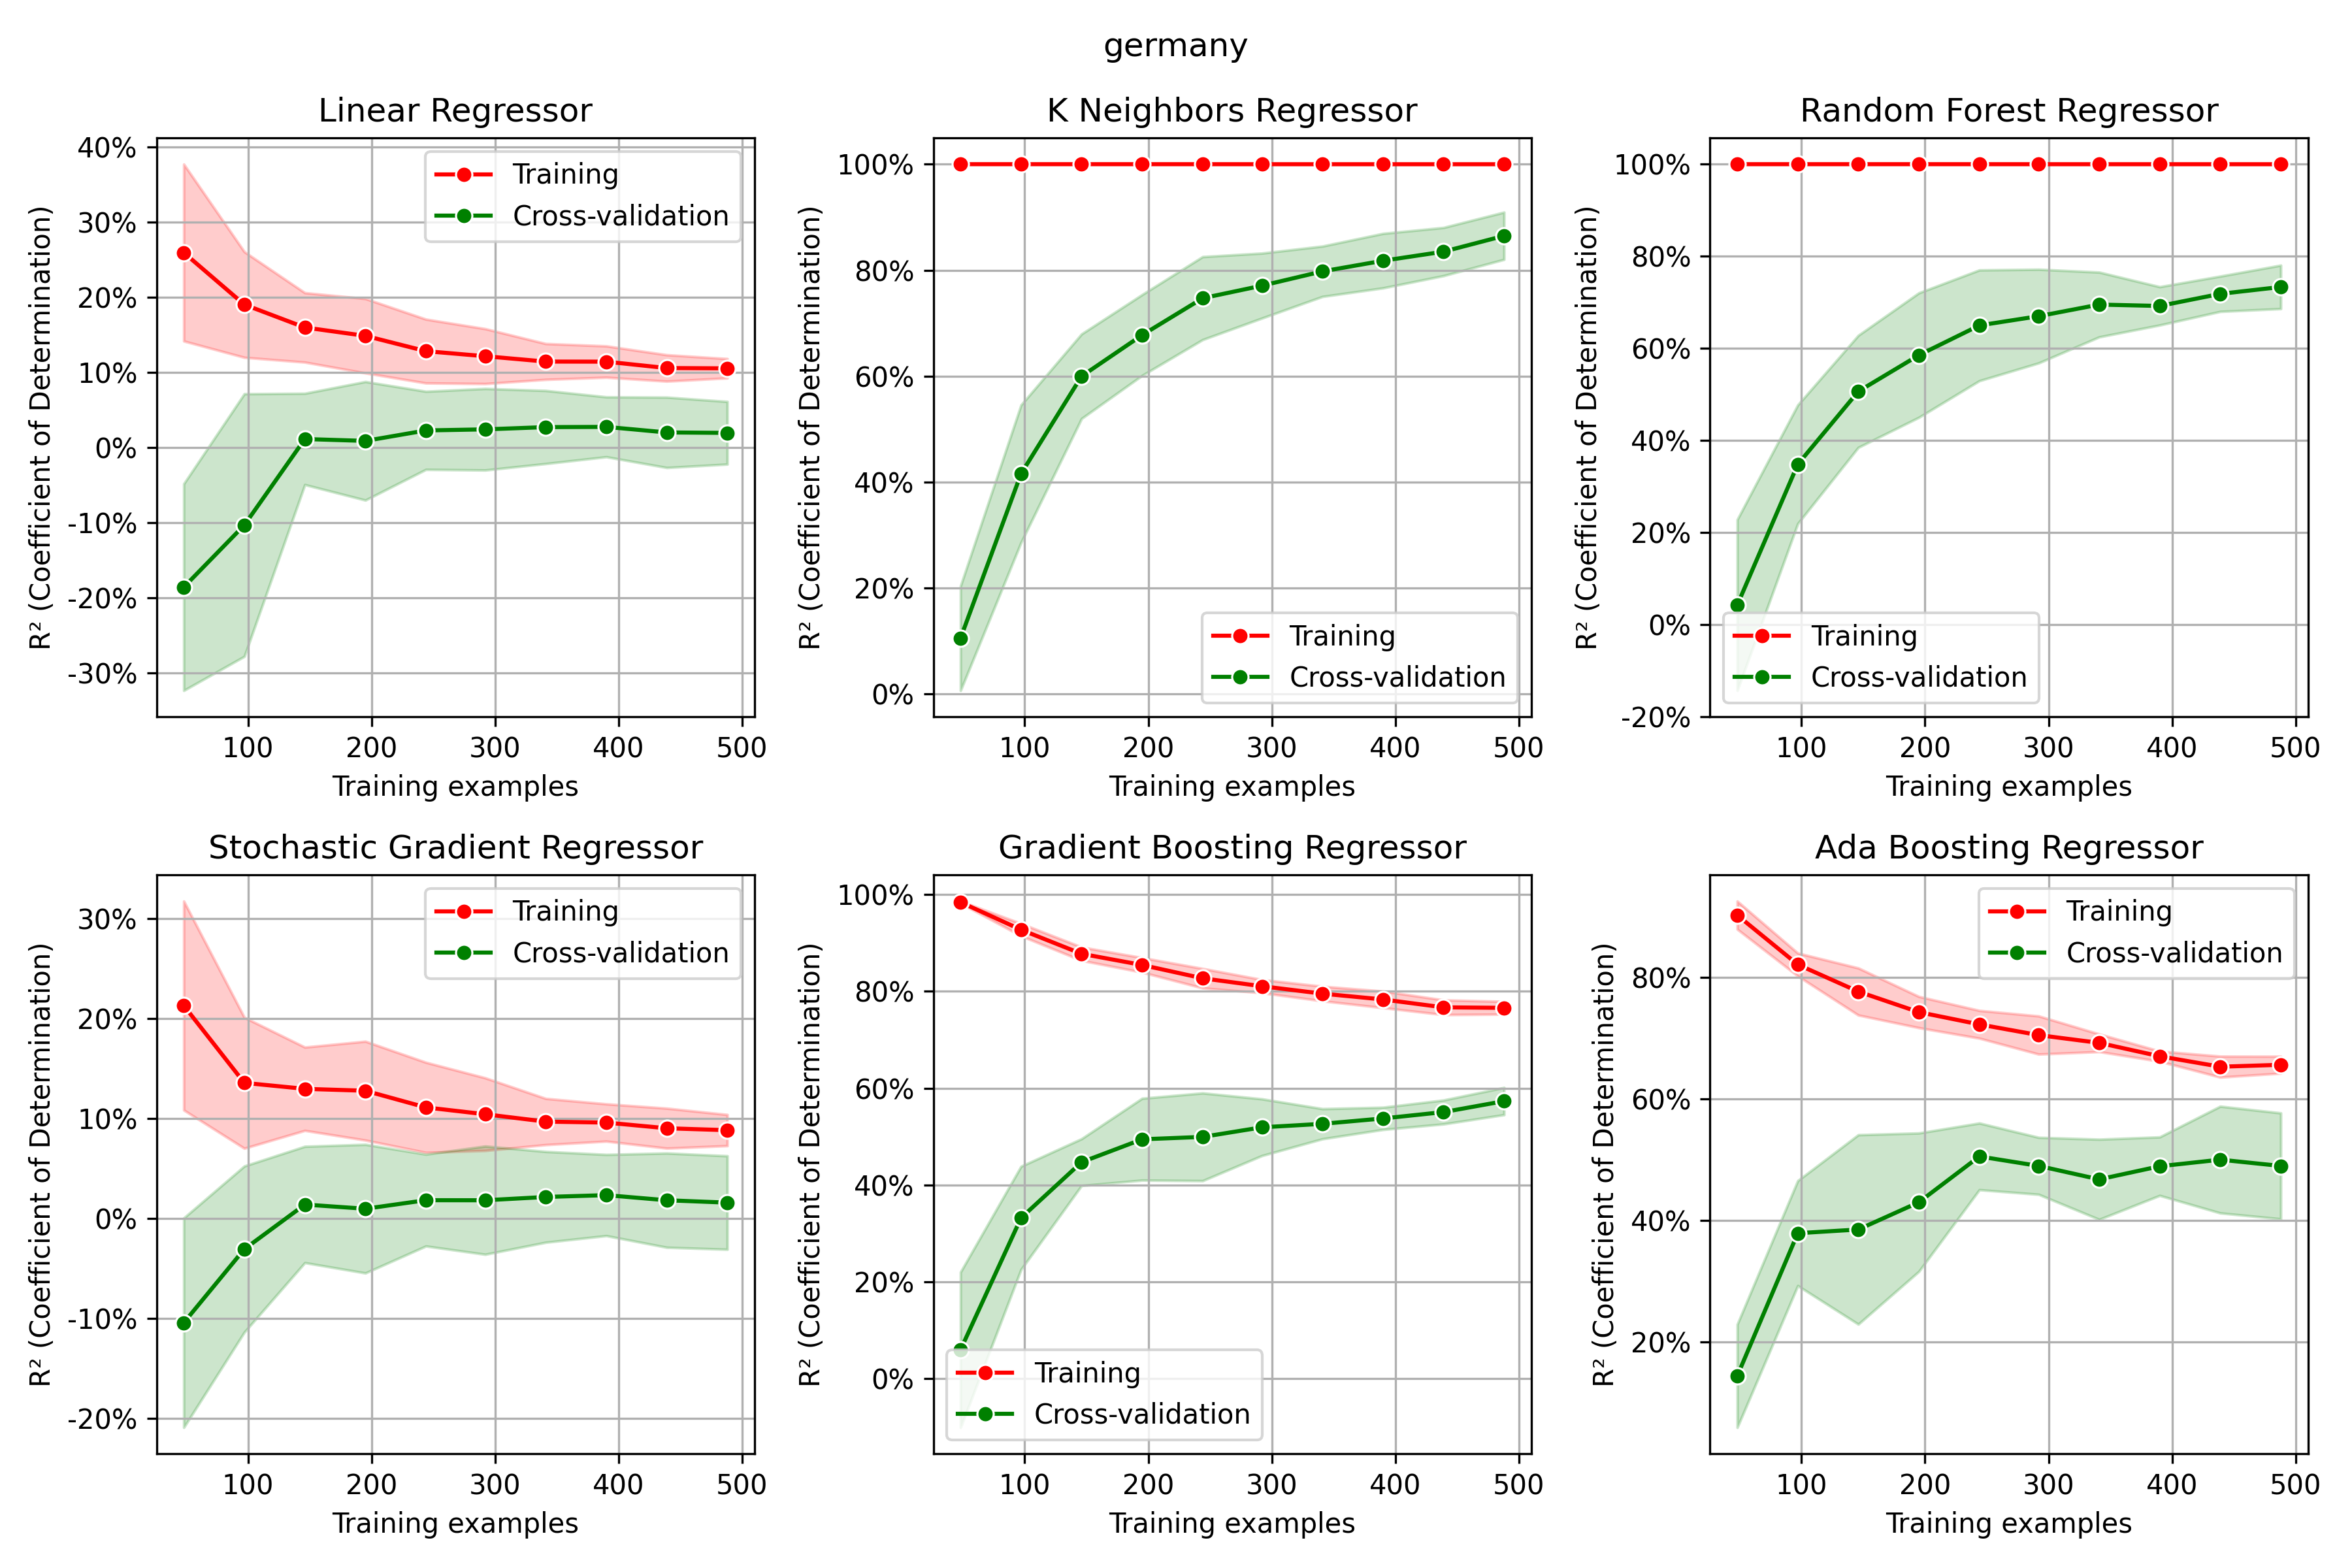 germany
Linear Regressor
R² (Coefficient of Determination)
40%
30%
20%
10%
0%
-10%
-20%
-30%
Training
Cross-validation
100 200 300 400 500
Training examples
K Neighbors Regressor
R² (Coefficient of Determination)
100%
80%
60%
40%
20%
0%
Training
Cross-validation
100 200 300 400 500
Training examples
Random Forest Regressor
R² (Coefficient of Determination)
100%
80%
60%
40%
20%
0%
-20%
Training
Cross-validation
100 200 300 400 500
Training examples
Stochastic Gradient Regressor
R² (Coefficient of Determination)
30%
20%
10%
0%
-10%
-20%
Training
Cross-validation
100 200 300 400 500
Training examples
Gradient Boosting Regressor
R² (Coefficient of Determination)
100%
80%
60%
40%
20%
0%
Training
Cross-validation
100 200 300 400 500
Training examples
Ada Boosting Regressor
R² (Coefficient of Determination)
80%
60%
40%
20%
Training
Cross-validation
100 200 300 400 500
Training examples